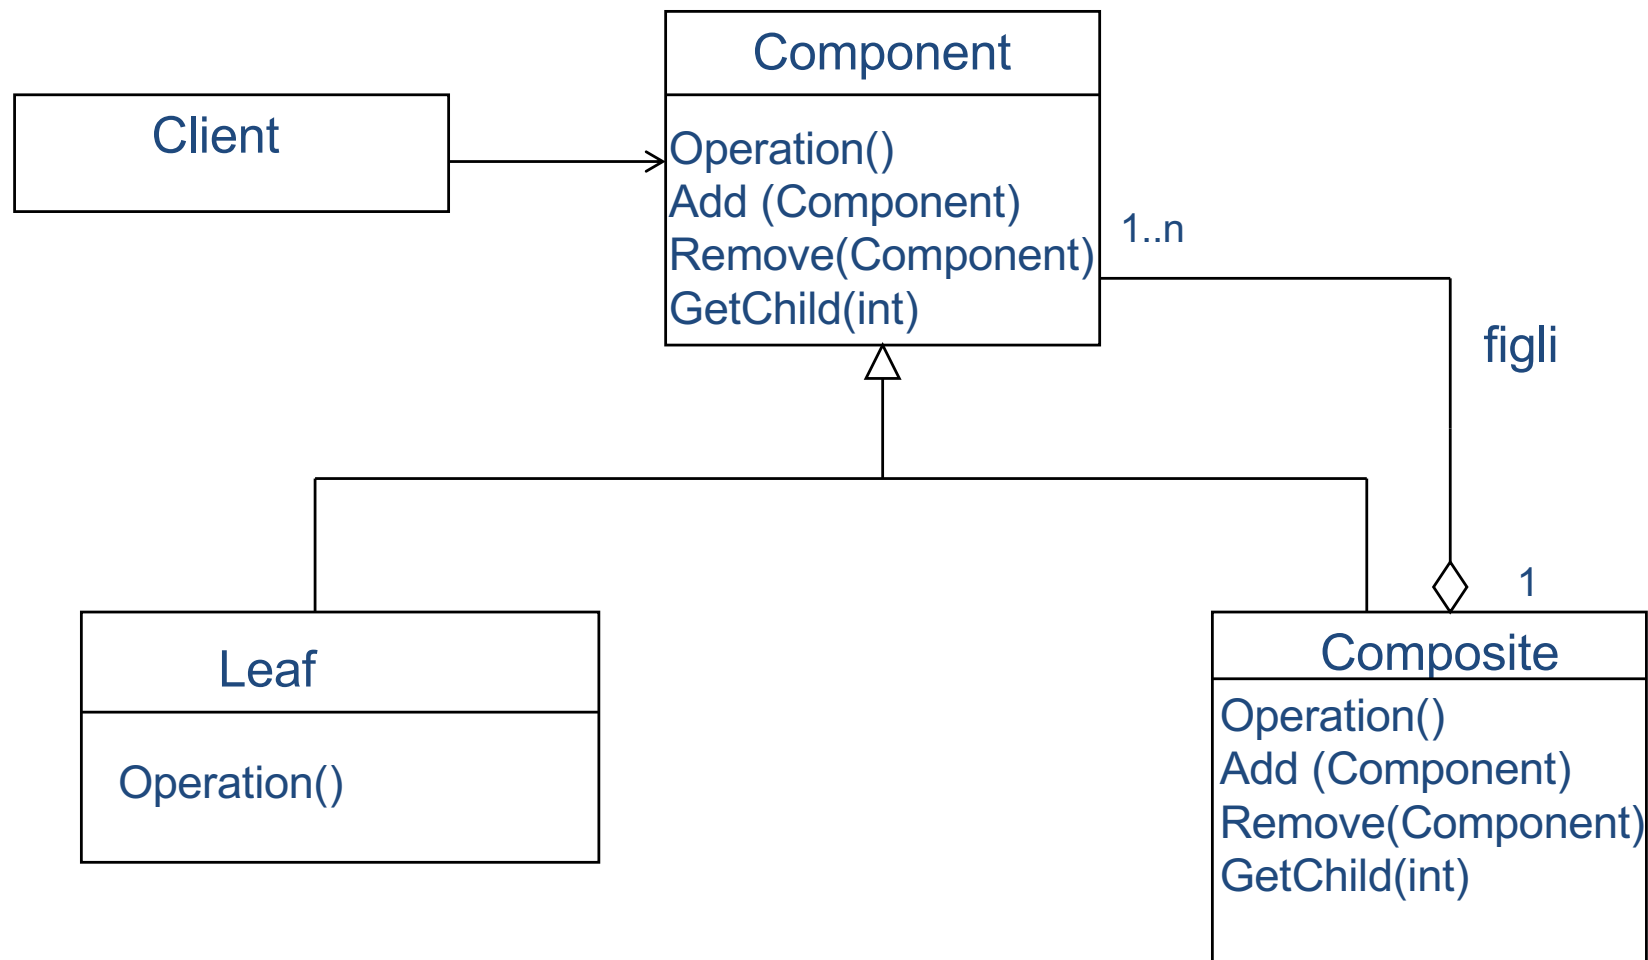 Component
Client
Operation()
Add (Component)
Remove(Component)
GetChild(int)
1..n
figli
1
Leaf
Operation()
Composite
Operation()
Add (Component)
Remove(Component)
GetChild(int)